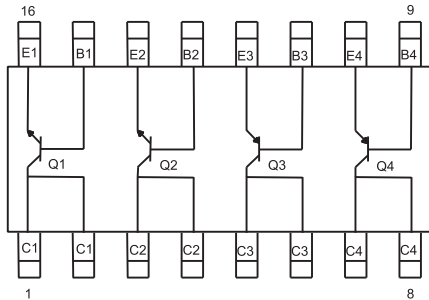 16 9
E1 B1 E2 B2 E3 B3 E4 B4
Q1 Q2 Q3 Q4
C1 C1 C2 C2 C3 C3 C4 C4
1 8